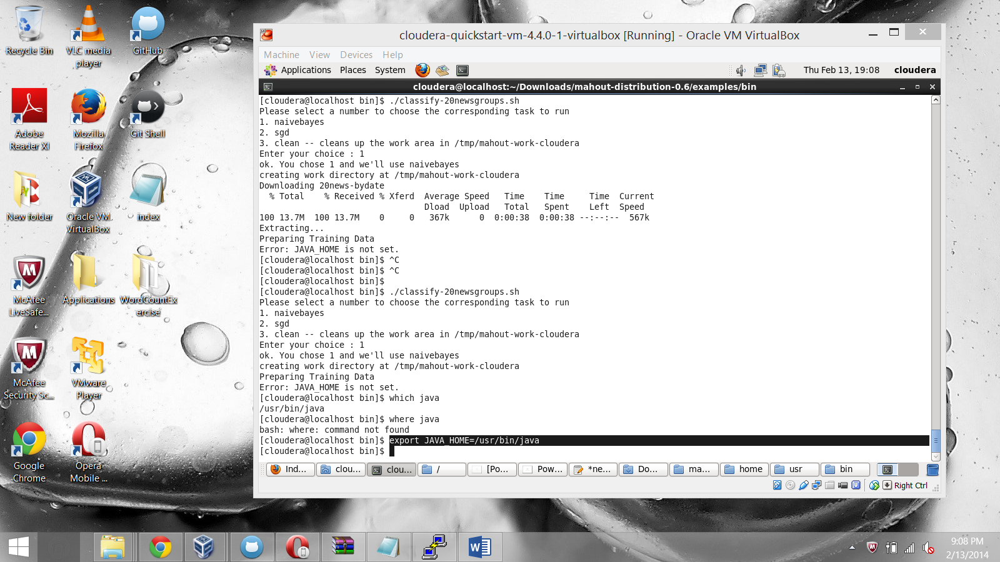 Recycle Bin
VLC media player
GitHub
Adobe Reader XI
Mozilla Firefox
Git Shell
New folder
Oracle VM VirtualBox
index
McAfee LiveSafe...
Applications
WordCountEx
ercise
McAfee Security Sc...
VMware Player
Google Chrome
Opera Mobile ...
cloudera-quickstart-vm-4.4.0-1-virtualbox [Running] - Oracle VM VirtualBox
Machine View Devices Help
Applications Places System Thu Feb 13, 19:08 cloudera
cloudera@localhost:~/Downloads/mahout-distribution-0.6/examples/bin
[cloudera@localhost bin]$ ./classify-20newsgroups.sh
Please select a number to choose the corresponding task to run
1. naivebayes
2. sgd
3. clean -- cleans up the work area in /tmp/mahout-work-cloudera
Enter your choice : 1
ok. You chose 1 and we'll use naivebayes
creating work directory at /tmp/mahout-work-cloudera
Downloading 20news-bydate
% Total % Received % Xferd Average Speed Time Time Time Current
Dload Upload Total Spent Left Speed
100 13.7M 100 13.7M 0 0 367k 0 0:00:38 0:00:38 --:--:-- 567k
Extracting...
Preparing Training Data
Error: JAVA_HOME is not set.
[cloudera@localhost bin]$ ^C
[cloudera@localhost bin]$ ^C
[cloudera@localhost bin]$
[cloudera@localhost bin]$ ./classify-20newsgroups.sh
Please select a number to choose the corresponding task to run
1. naivebayes
2. sgd
3. clean -- cleans up the work area in /tmp/mahout-work-cloudera
Enter your choice : 1
ok. You chose 1 and we'll use naivebayes
creating work directory at /tmp/mahout-work-cloudera
Preparing Training Data
Error: JAVA_HOME is not set.
[cloudera@localhost bin]$ which java
/usr/bin/java
[cloudera@localhost bin]$ where java
bash: where: command not found
[cloudera@localhost bin]$ export JAVA_HOME=/usr/bin/java
[cloudera@localhost bin]$
Ind... clou... clou... / [Po... Pow... *ne... Do... ma... home usr bin
Right Ctrl
9:08 PM
2/13/2014